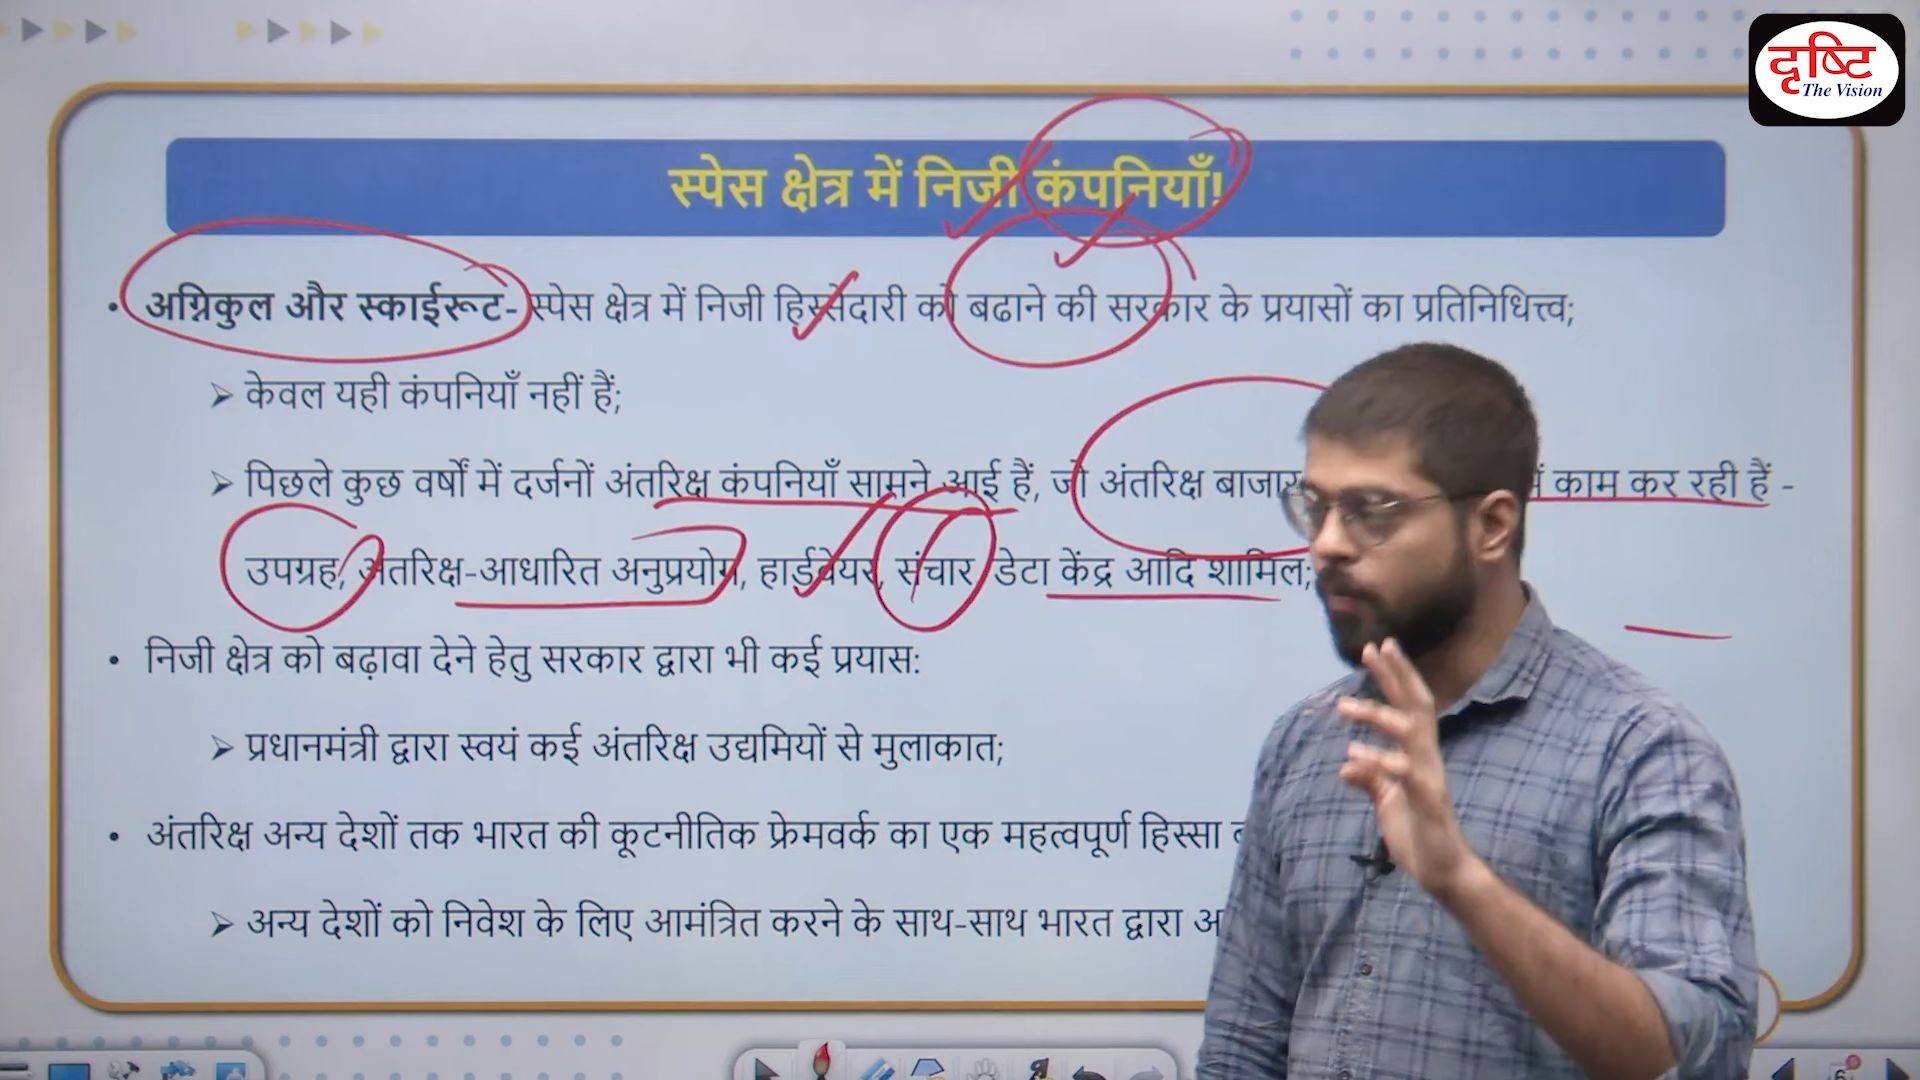 दृष्टि
The Vision
स्पेस क्षेत्र में निजी कंपनियाँ!
• अग्निकुल और स्काईरूट- स्पेस क्षेत्र में निजी हिस्सेदारी को बढाने की सरकार के प्रयासों का प्रतिनिधित्त्व;
➢ केवल यही कंपनियाँ नहीं हैं;
➢ पिछले कुछ वर्षों में दर्जनों अंतरिक्ष कंपनियाँ सामने आई हैं, जो अंतरिक्ष बाजार में काम कर रही हैं -
उपग्रह, अंतरिक्ष-आधारित अनुप्रयोग, हार्डवेयर, संचार, डेटा केंद्र आदि शामिल;
• निजी क्षेत्र को बढ़ावा देने हेतु सरकार द्वारा भी कई प्रयास:
➢ प्रधानमंत्री द्वारा स्वयं कई अंतरिक्ष उद्यमियों से मुलाकात;
• अंतरिक्ष अन्य देशों तक भारत की कूटनीतिक फ्रेमवर्क का एक महत्वपूर्ण हिस्सा
➢ अन्य देशों को निवेश के लिए आमंत्रित करने के साथ-साथ भारत द्वारा